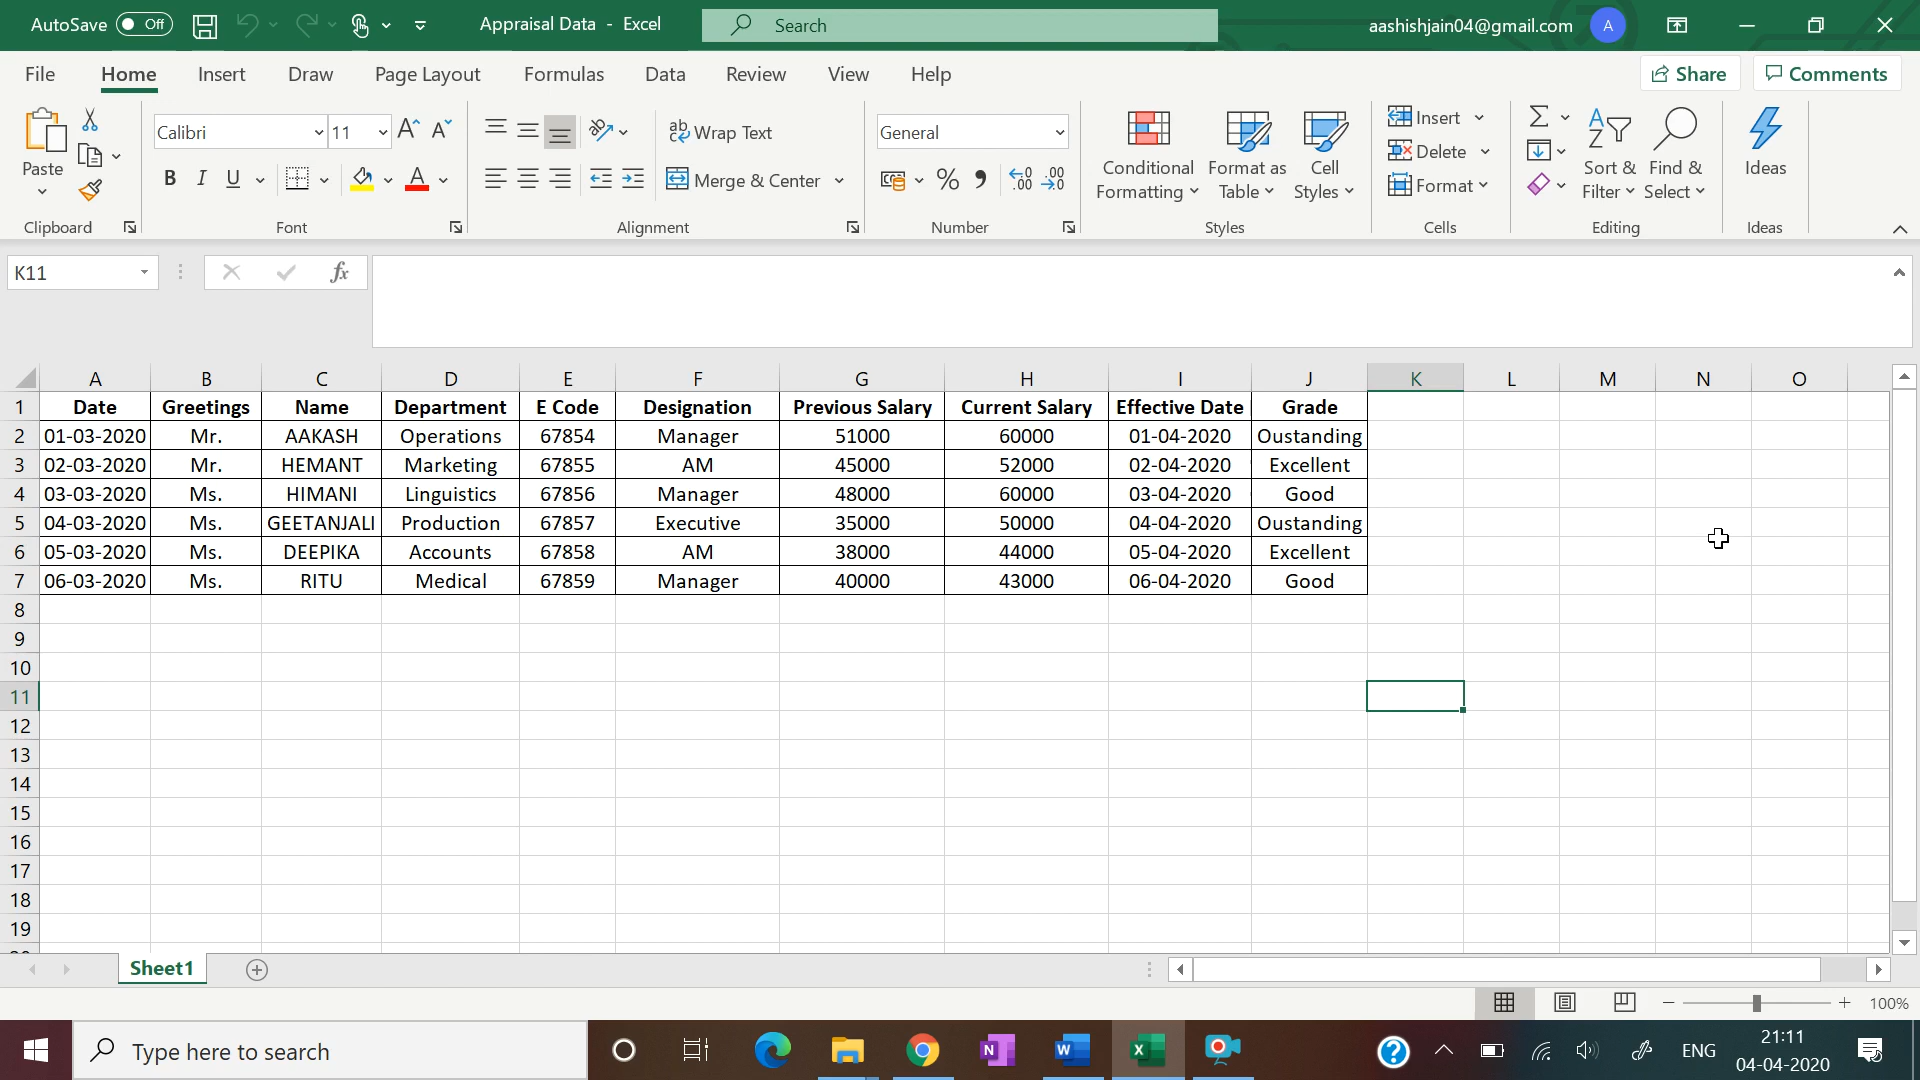 AutoSave Off Appraisal Data - Excel Search aashishjain04@gmail.com A
File Home Insert Draw Page Layout Formulas Data Review View Help Share Comments
Calibri 11 Wrap Text General Insert
Paste Conditional Format as Cell Delete Sort & Find & Ideas
B I U A Merge & Center % Formatting Table Styles Format Filter Select
Clipboard Font Alignment Number Styles Cells Editing Ideas
K11 fx
A B C D E F G H I J K L M N O
1 Date Greetings Name Department E Code Designation Previous Salary Current Salary Effective Date Grade
2 01-03-2020 Mr. AAKASH Operations 67854 Manager 51000 60000 01-04-2020 Oustanding
3 02-03-2020 Mr. HEMANT Marketing 67855 AM 45000 52000 02-04-2020 Excellent
4 03-03-2020 Ms. HIMANI Linguistics 67856 Manager 48000 60000 03-04-2020 Good
5 04-03-2020 Ms. GEETANJALI Production 67857 Executive 35000 50000 04-04-2020 Oustanding
6 05-03-2020 Ms. DEEPIKA Accounts 67858 AM 38000 44000 05-04-2020 Excellent
7 06-03-2020 Ms. RITU Medical 67859 Manager 40000 43000 06-04-2020 Good
8
9
10
11
12
13
14
15
16
17
18
19
Sheet1
100%
Type here to search ENG 21:11
04-04-2020